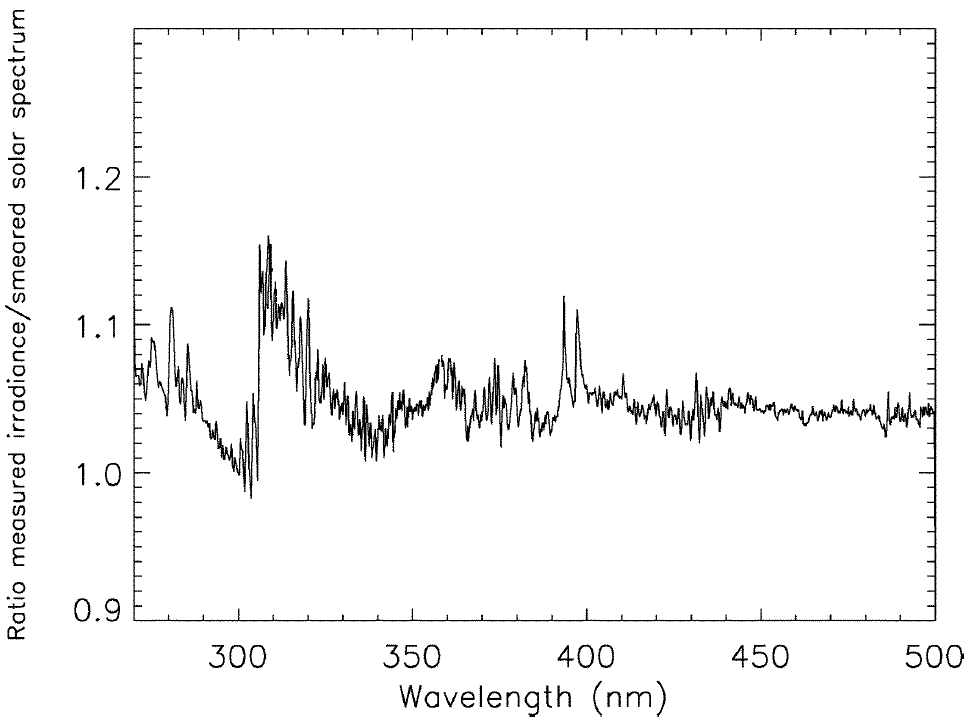 Ratio measured irradiance/smeared solar spectrum
1.2
1.1
1.0
0.9
300 350 400 450 500
Wavelength (nm)